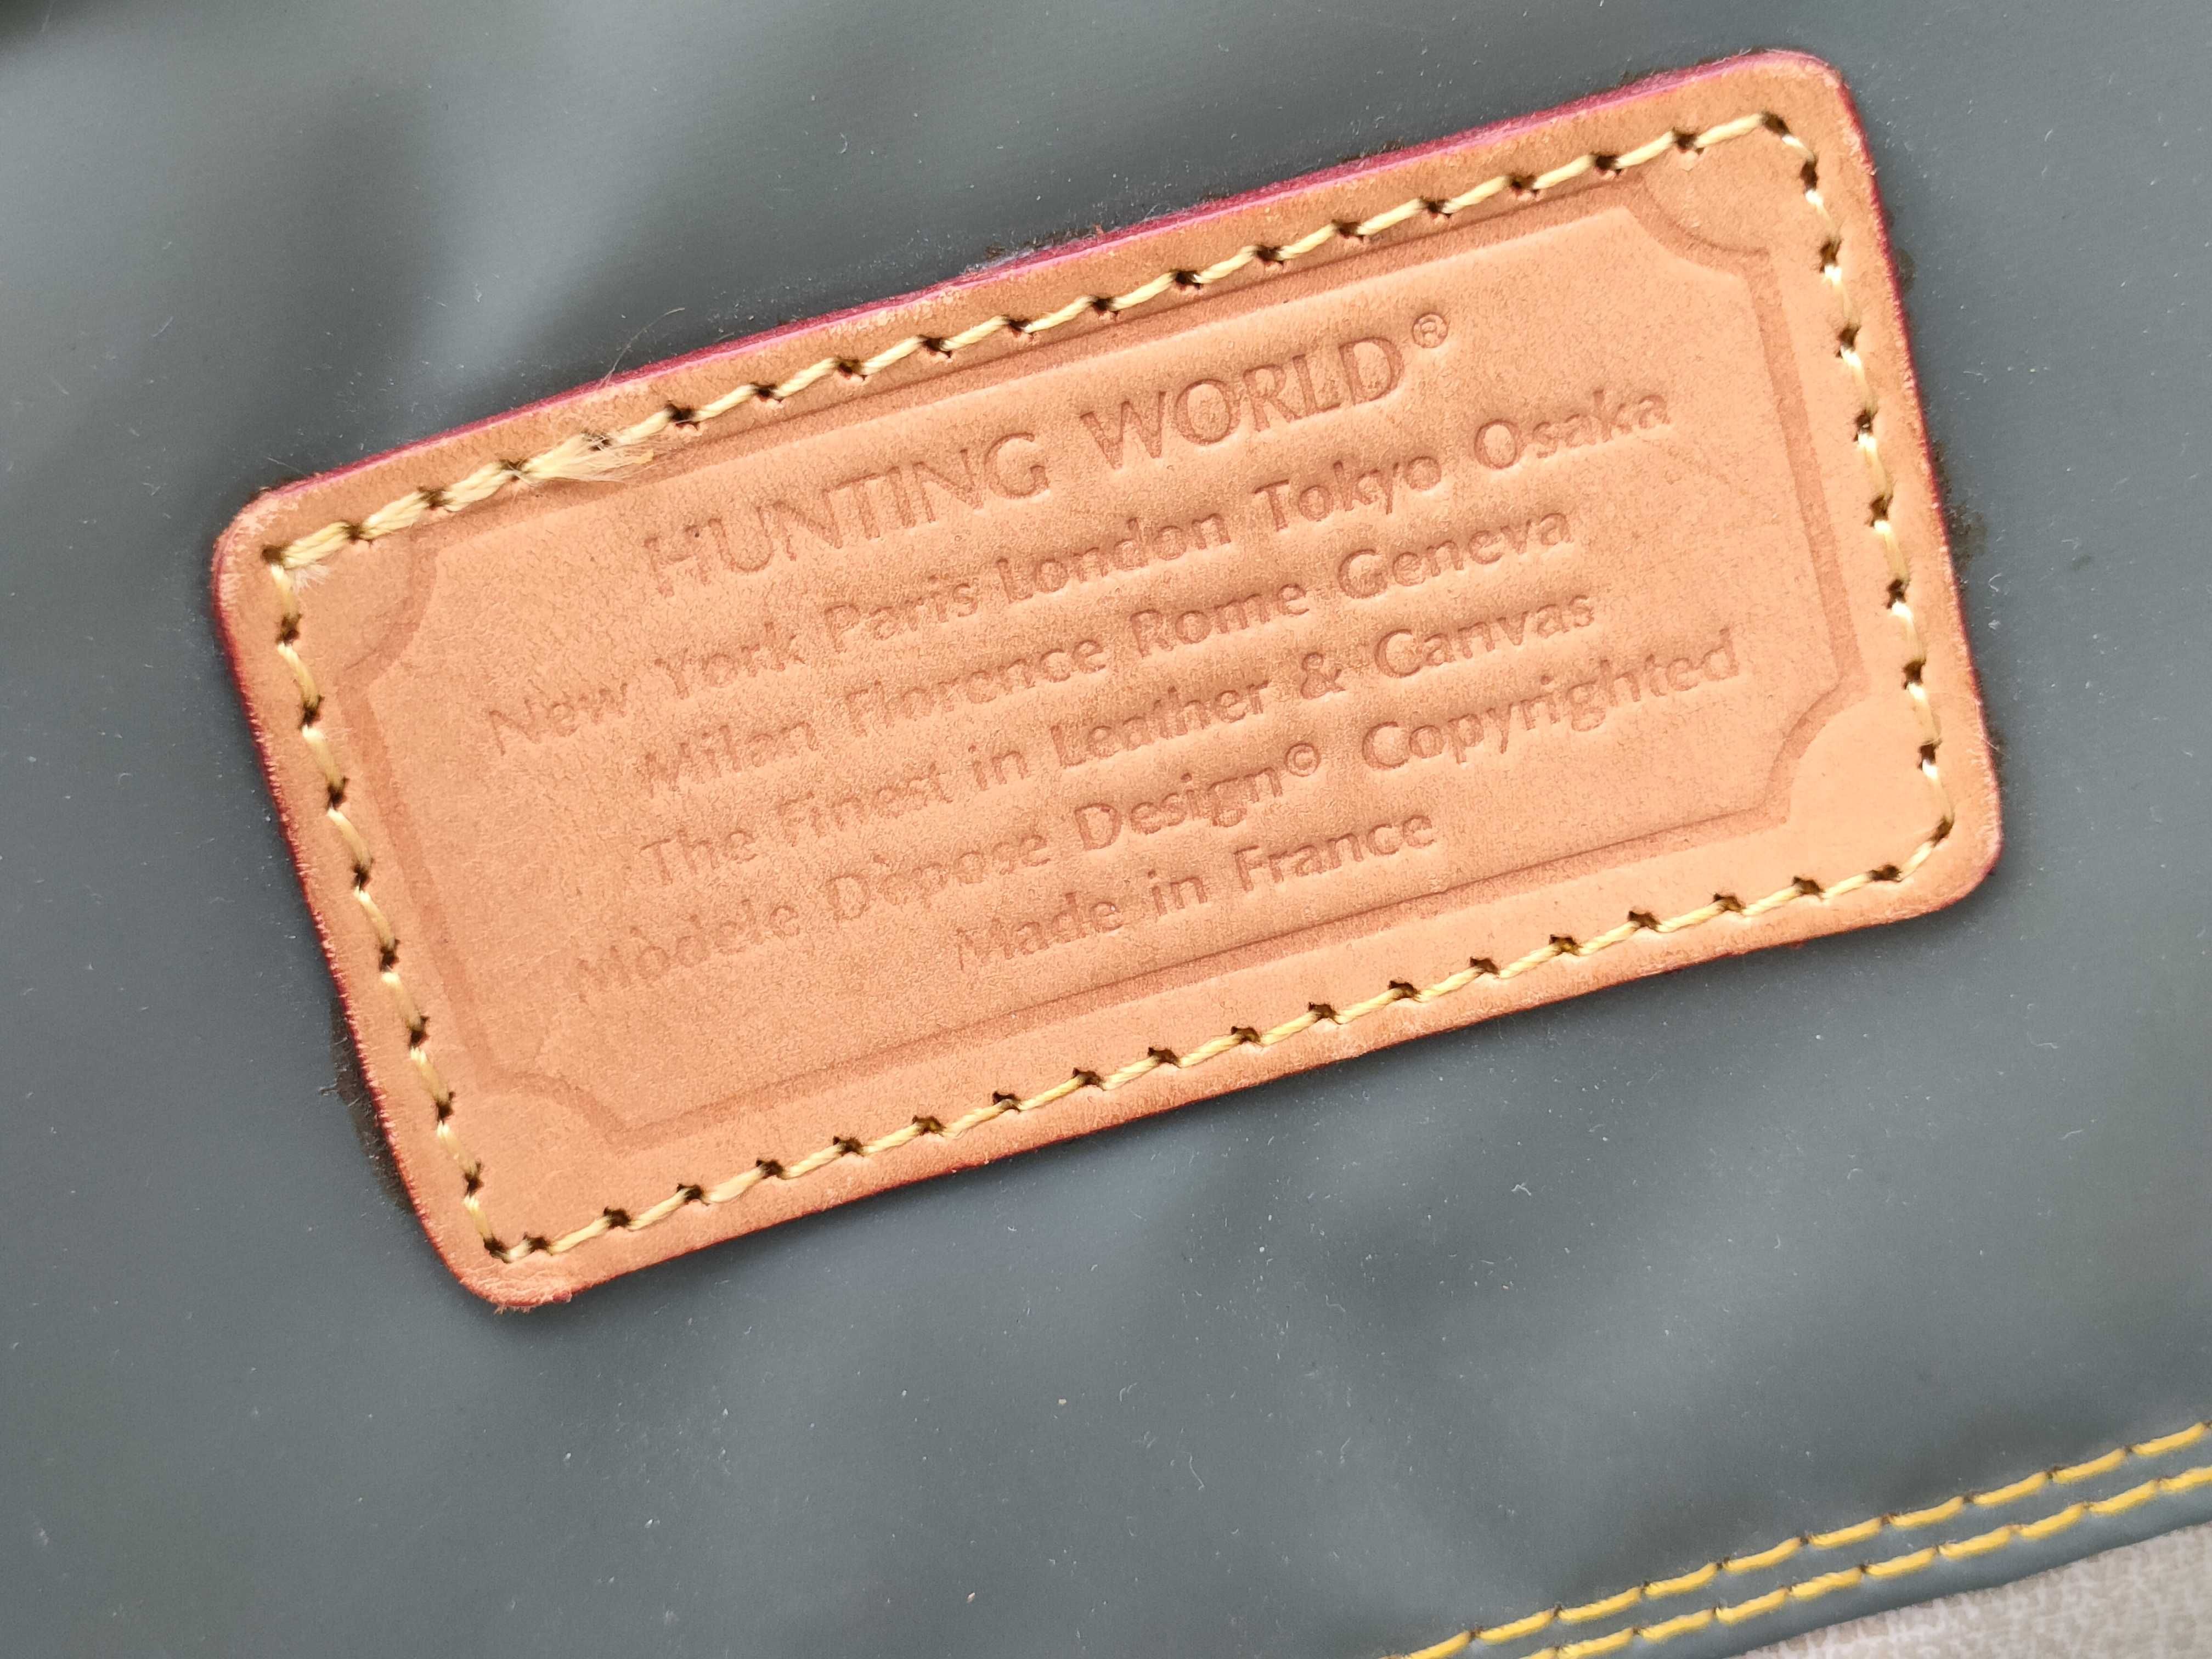 HUNTING WORLD®
New York Paris London Tokyo Osaka
Milan Florence Rome Geneva
The Finest in Leather & Canvas
Modèle Dèpose Design© Copyrighted
Made in France